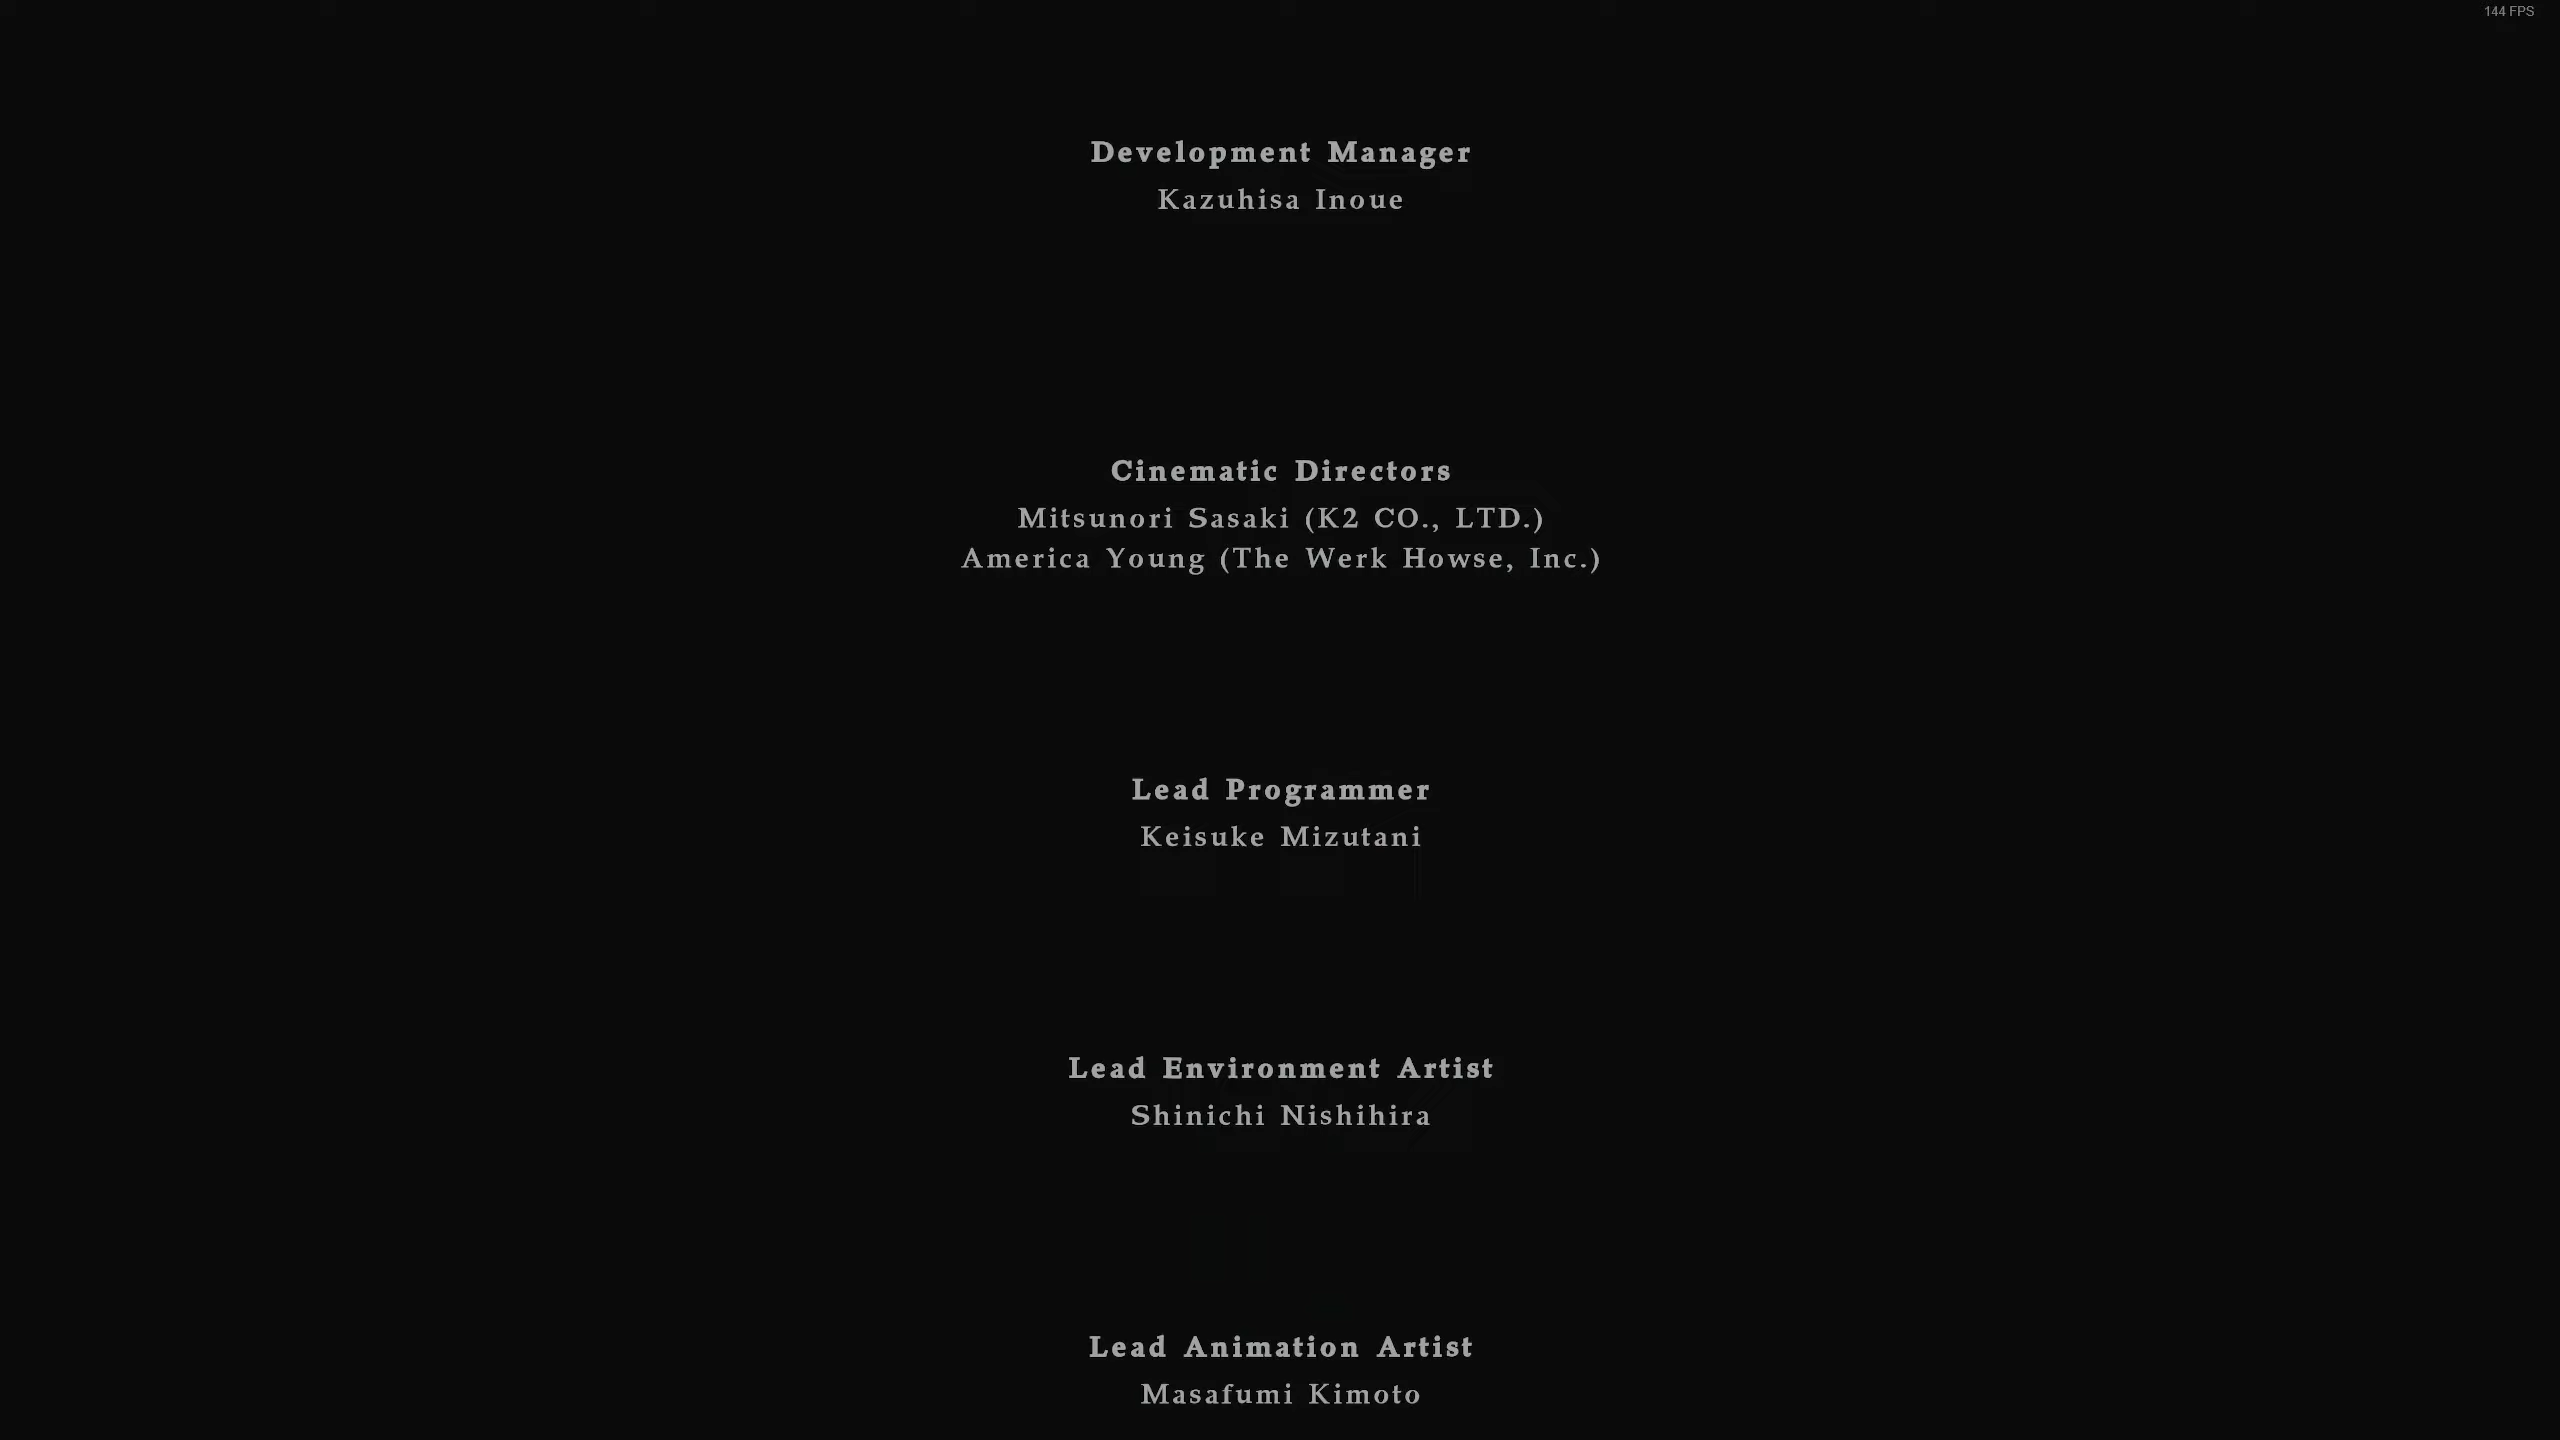 144 FPS
Development Manager
Kazuhisa Inoue
Cinematic Directors
Mitsunori Sasaki (K2 CO., LTD.)
America Young (The Werk Howse, Inc.)
Lead Programmer
Keisuke Mizutani
Lead Environment Artist
Shinichi Nishihira
Lead Animation Artist
Masafumi Kimoto